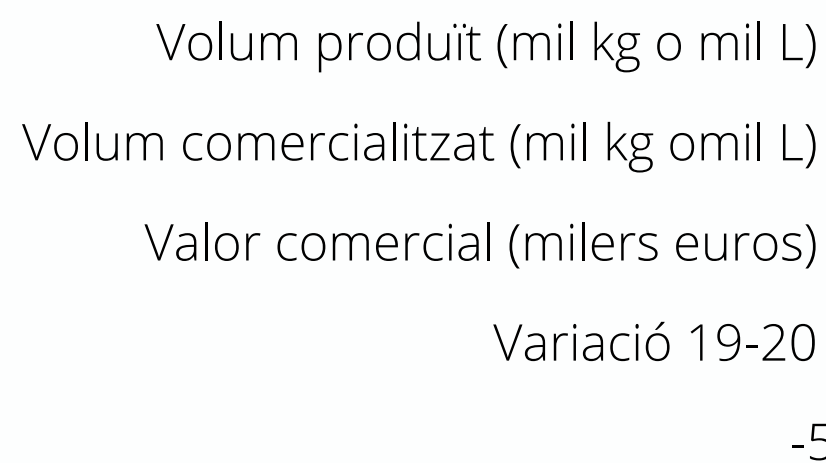 Volum produït (mil kg o mil L)
Volum comercialitzat (mil kg omil L)
Valor comercial (milers euros)
Variació 19-20